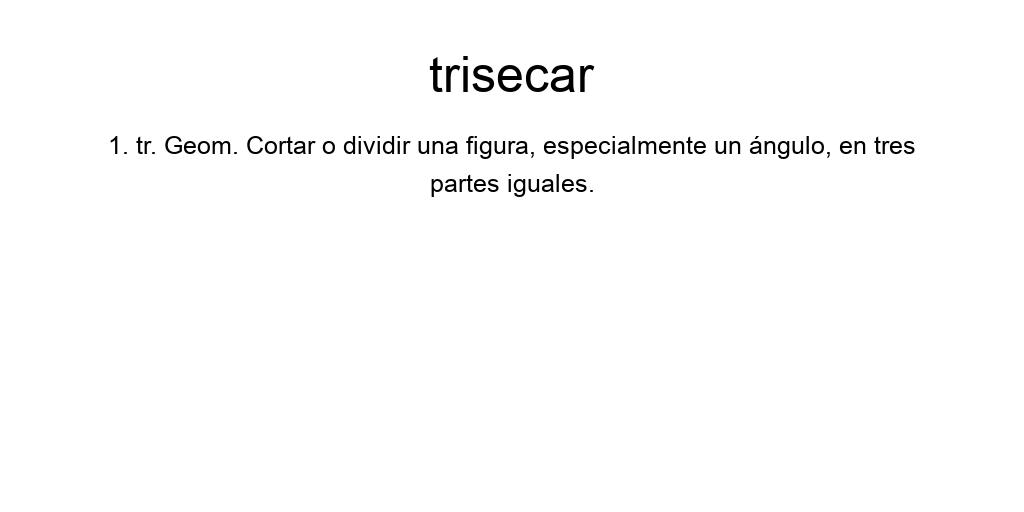 trisecar
1. tr. Geom. Cortar o dividir una figura, especialmente un ángulo, en tres
partes iguales.